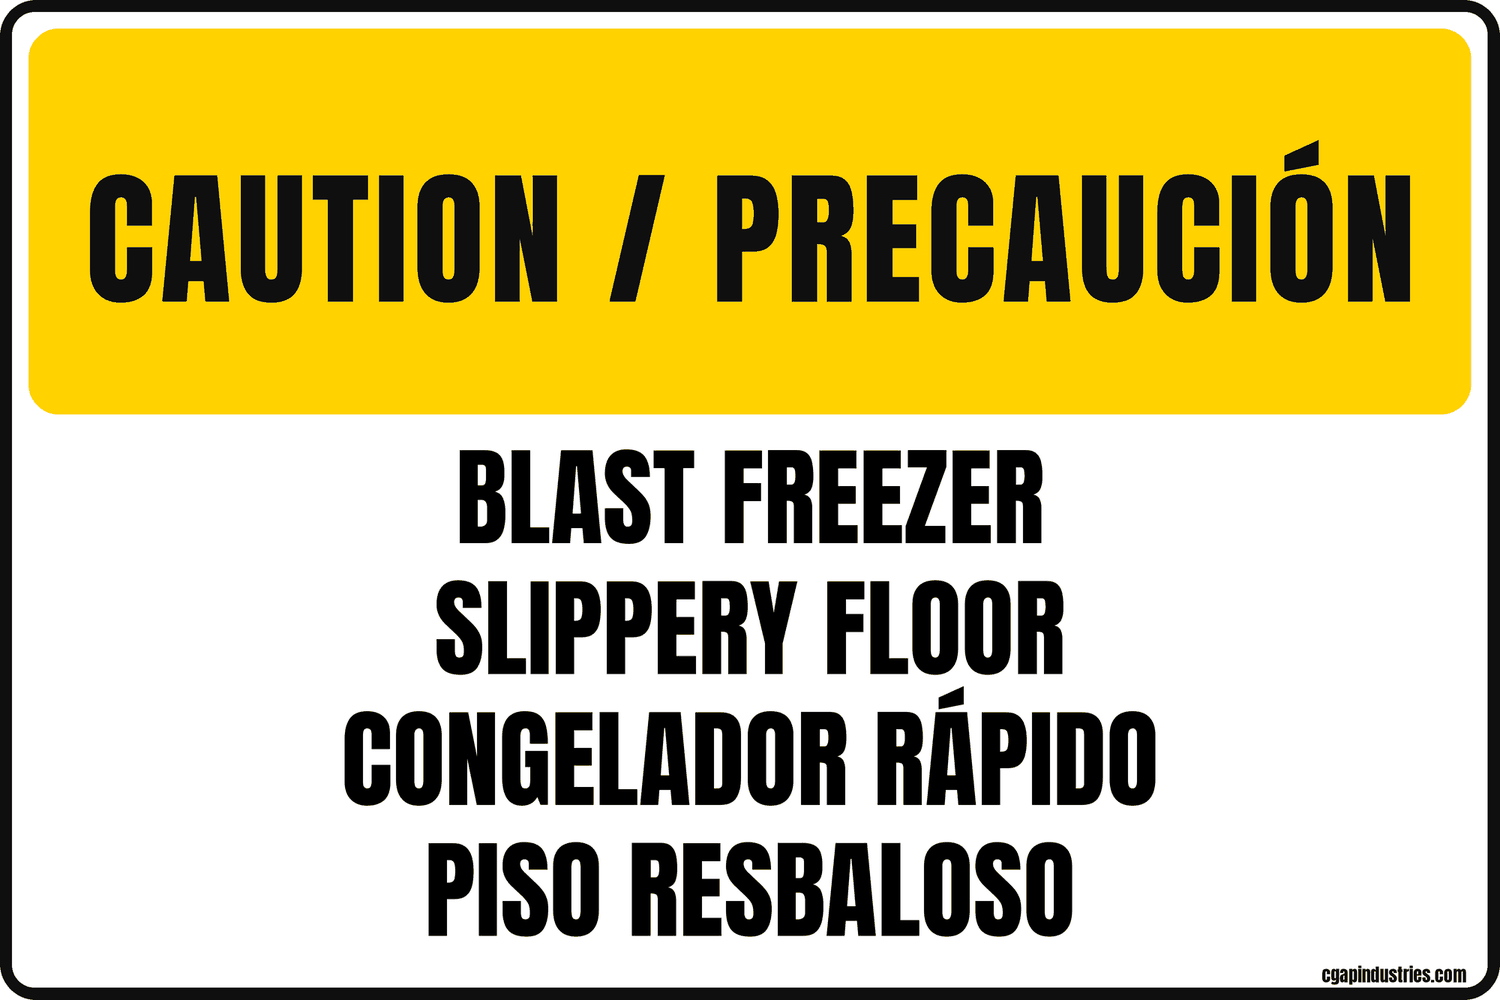 CAUTION / PRECAUCIÓN
BLAST FREEZER
SLIPPERY FLOOR
CONGELADOR RÁPIDO
PISO RESBALOSO
cgapindustries.com